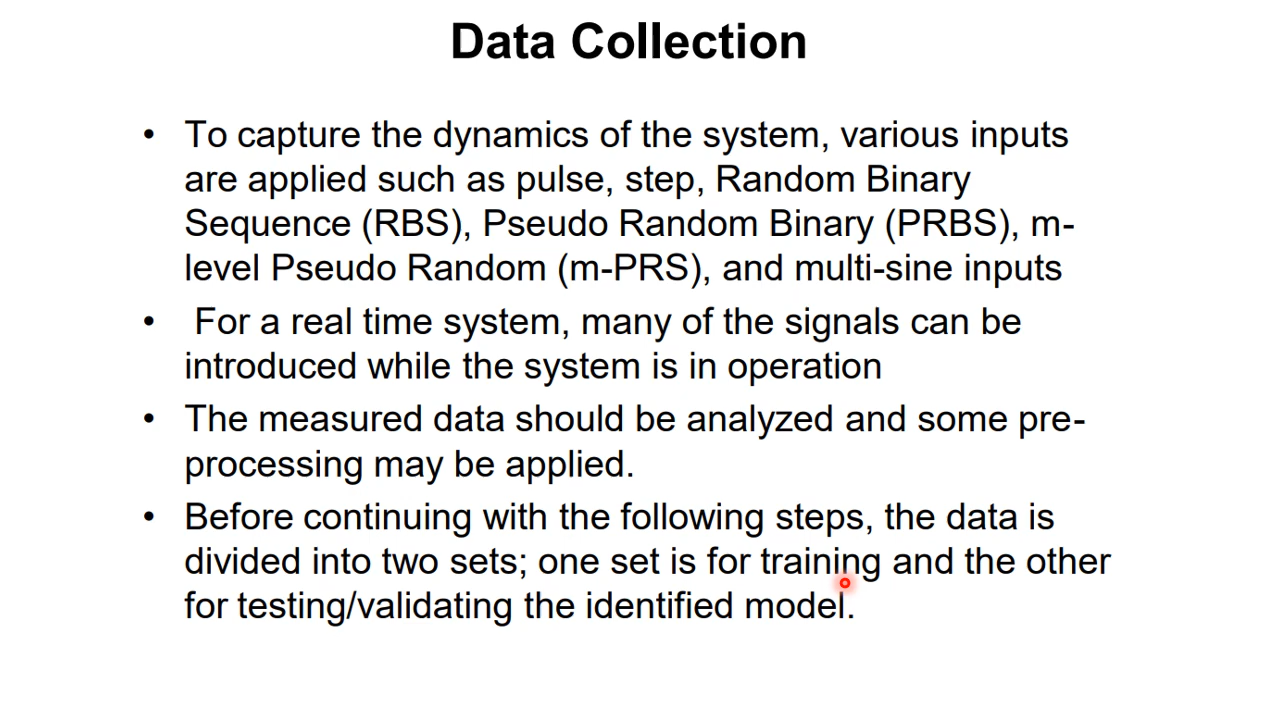 Data Collection
• To capture the dynamics of the system, various inputs
are applied such as pulse, step, Random Binary
Sequence (RBS), Pseudo Random Binary (PRBS), m-
level Pseudo Random (m-PRS), and multi-sine inputs
• For a real time system, many of the signals can be
introduced while the system is in operation
• The measured data should be analyzed and some pre-
processing may be applied.
• Before continuing with the following steps, the data is
divided into two sets; one set is for training and the other
for testing/validating the identified model.